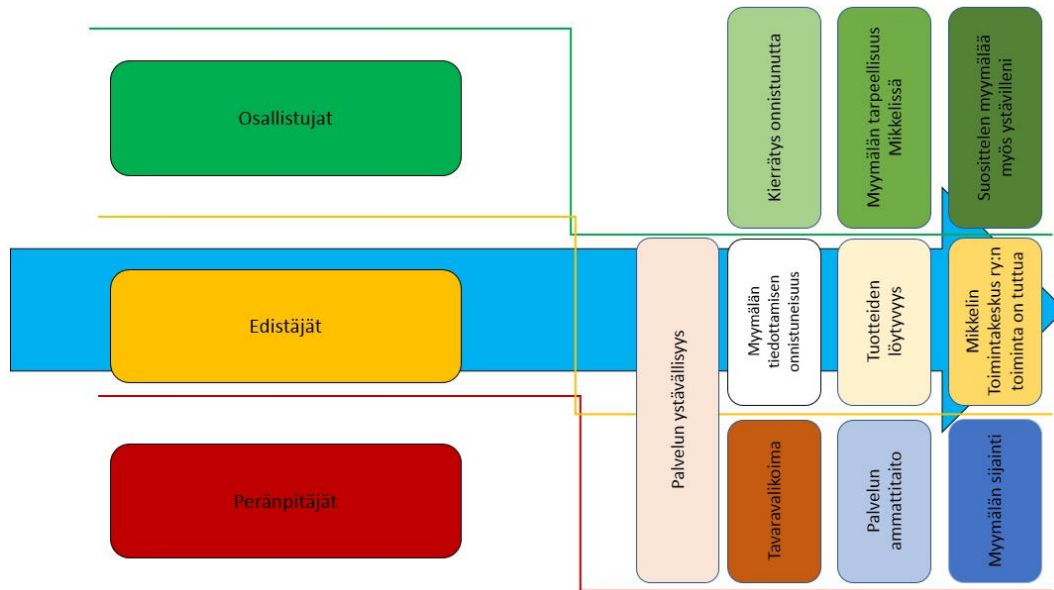 Osallistujat
Edistäjät
Peränpitäjät
Palvelun ystävällisyys
Kierrätys onnistunutta
Myymälän tarpeellisuus
Mikkelissä
Suosittelen myymälää
myös ystävilleni
Myymälän
tiedottamisen
onnistuneisuus
Tuotteiden
löytyvyys
Mikkelin
Toimintakeskus ry:n
toiminta on tuttua
Tavaravalikoima
Palvelun
ammattitaito
Myymälän sijainti